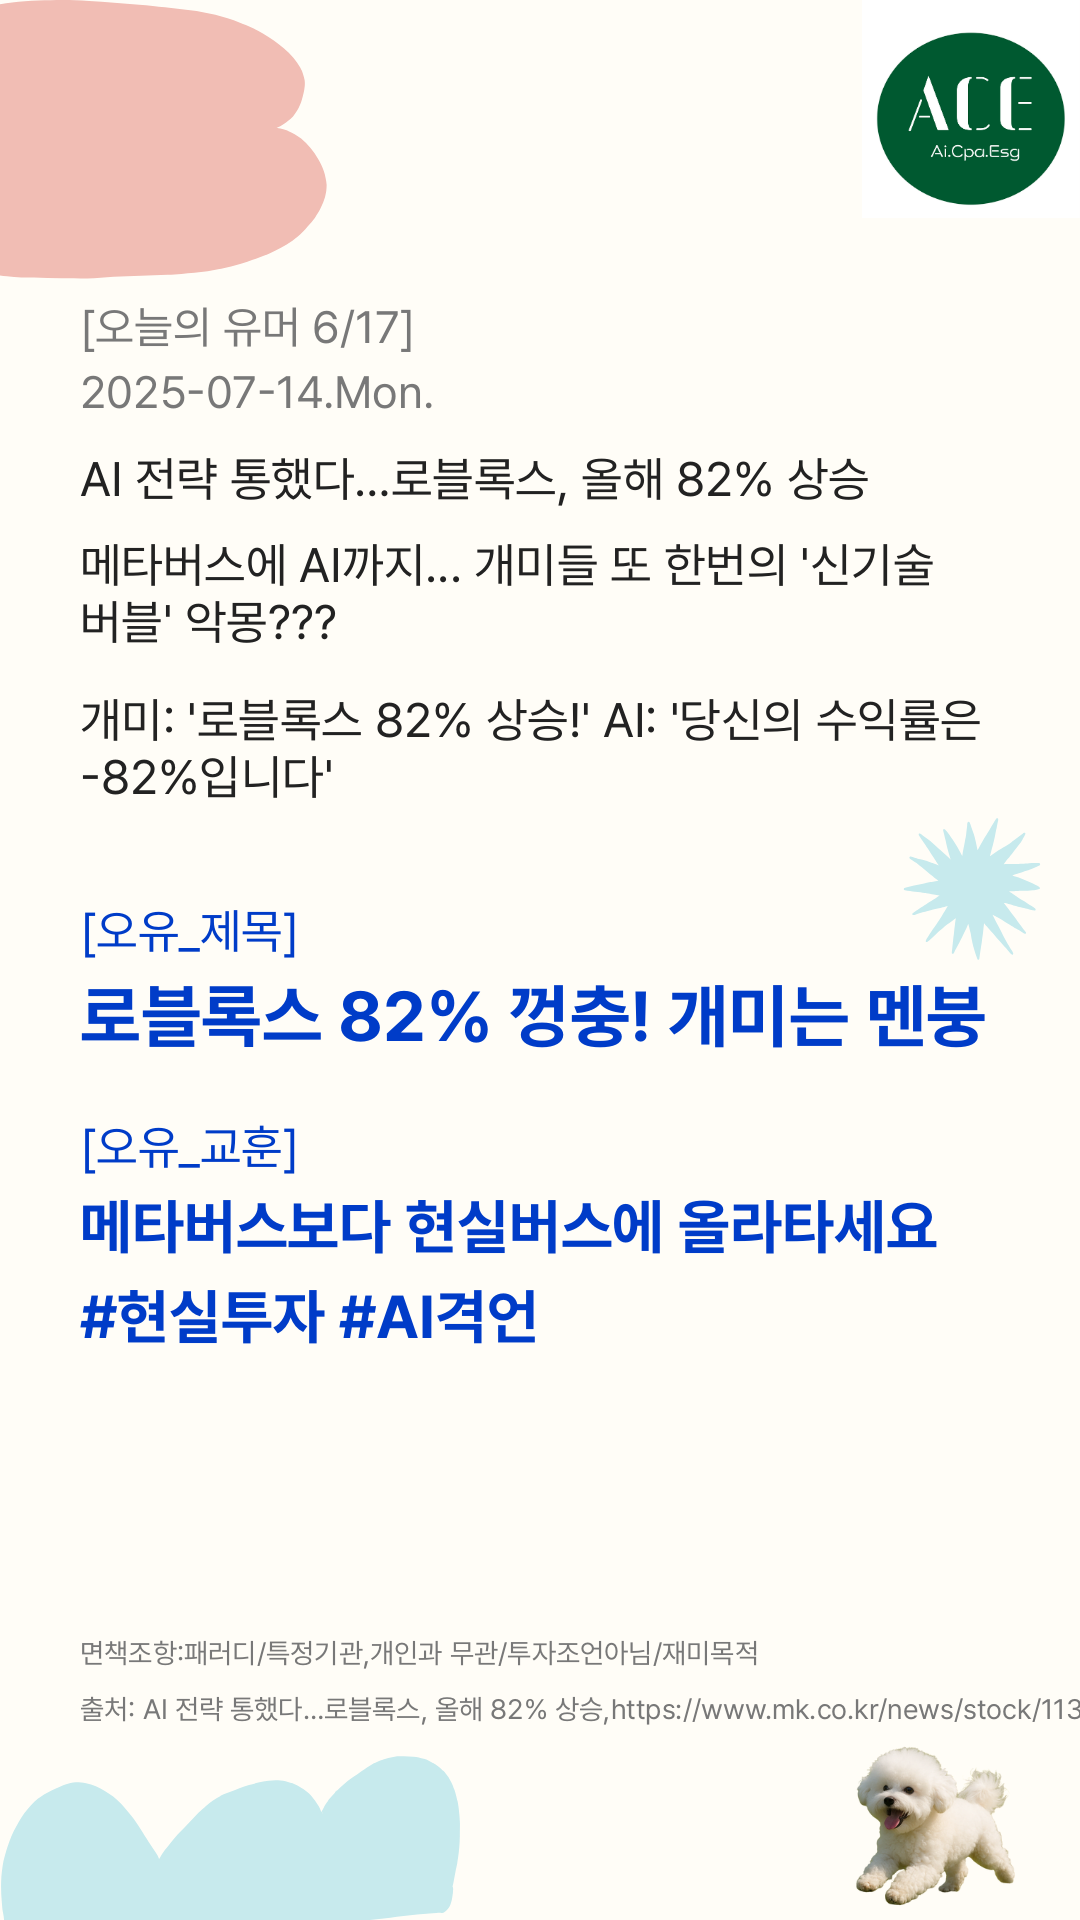 ACE
Ai.Cpa.Esg
[오늘의 유머 6/17]
2025-07-14.Mon.
AI 전략 통했다...로블록스, 올해 82% 상승
메타버스에 AI까지... 개미들 또 한번의 '신기술
버블' 악몽???
개미: '로블록스 82% 상승!' AI: '당신의 수익률은
-82%입니다'
[오유_제목]
로블록스 82% 껑충! 개미는 멘붕
[오유_교훈]
메타버스보다 현실버스에 올라타세요
#현실투자 #AI격언
면책조항:패러디/특정기관,개인과 무관/투자조언아님/재미목적
출처: AI 전략 통했다...로블록스, 올해 82% 상승,https://www.mk.co.kr/news/stock/113